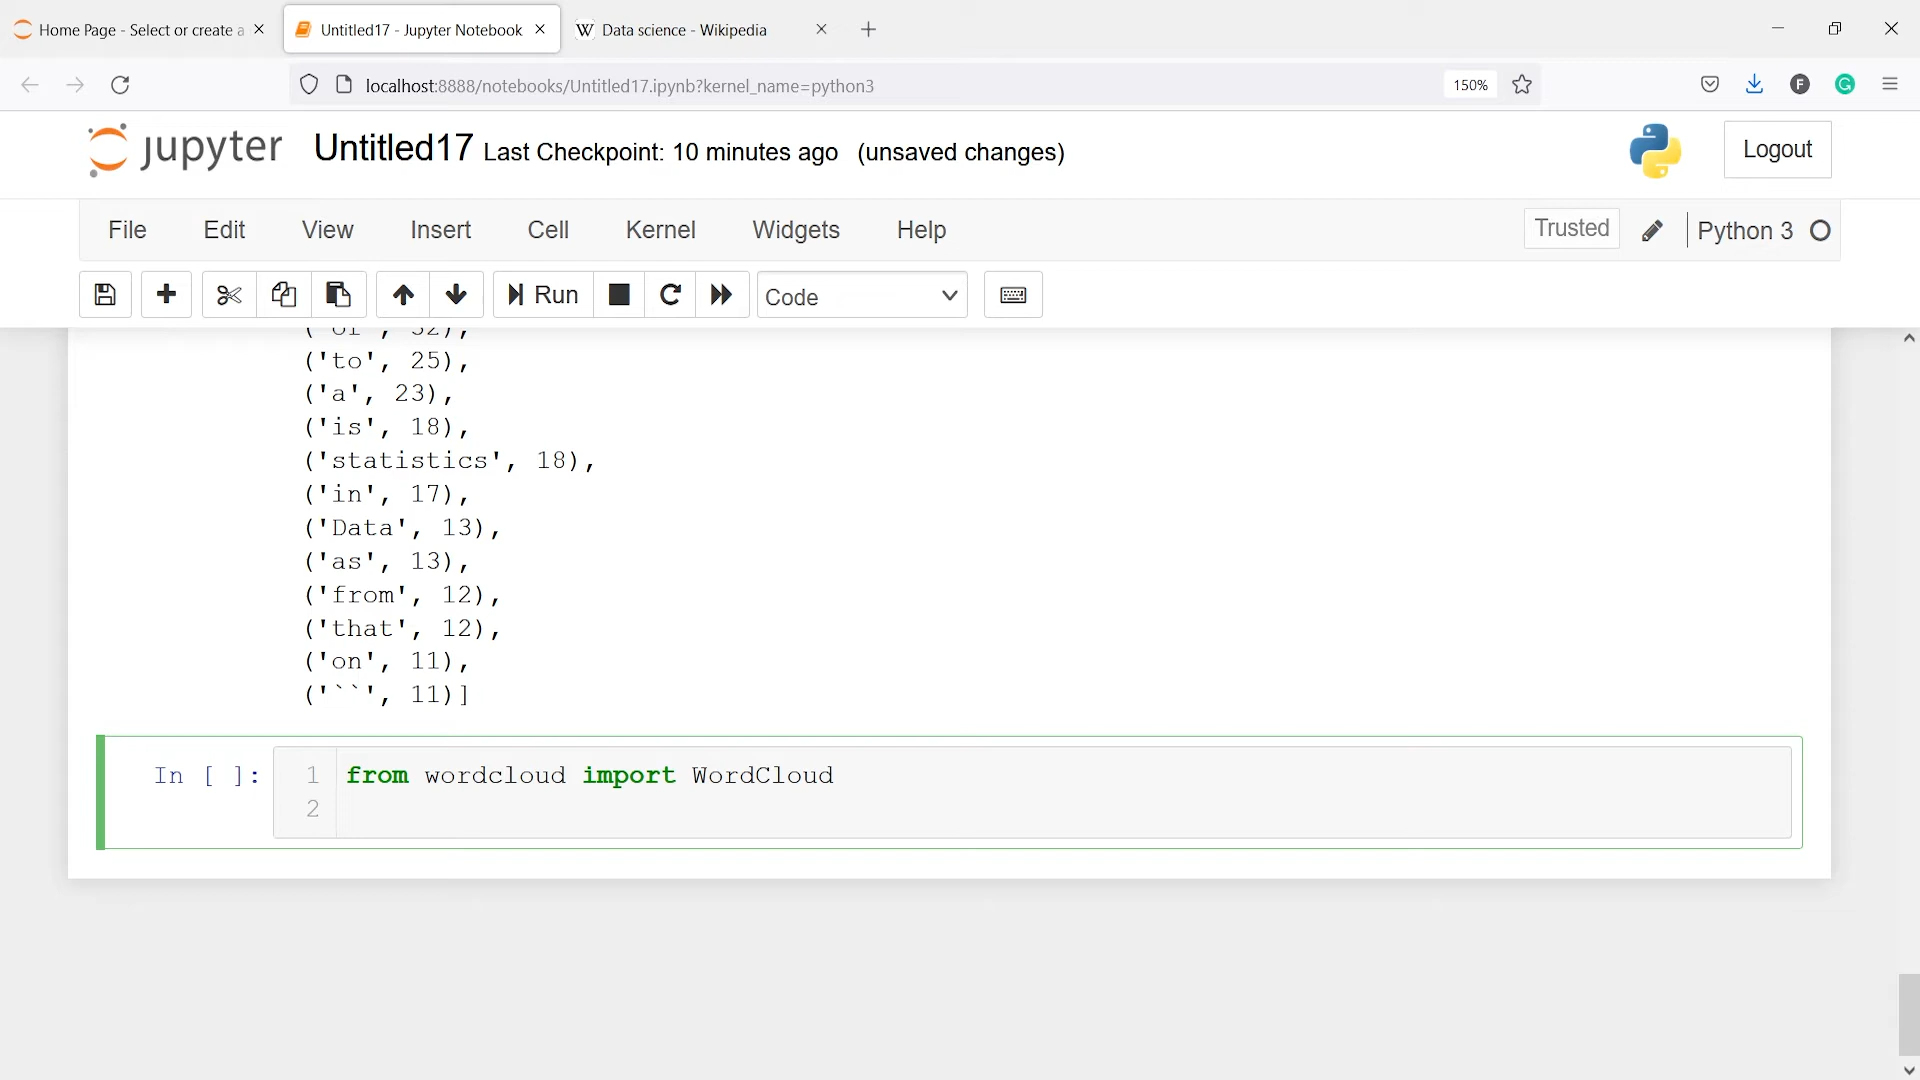 Home Page - Select or create a
Untitled17 - Jupyter Notebook
W Data science - Wikipedia
localhost:8888/notebooks/Untitled17.ipynb?kernel_name=python3
150%
F
G
jupyter Untitled17 Last Checkpoint: 10 minutes ago (unsaved changes)
Logout
File Edit View Insert Cell Kernel Widgets Help
Trusted Python 3
Run Code
('of', 32),
('to', 25),
('a', 23),
('is', 18),
('statistics', 18),
('in', 17),
('Data', 13),
('as', 13),
('from', 12),
('that', 12),
('on', 11),
('``', 11)]
In [ ]: 1 from wordcloud import WordCloud
2